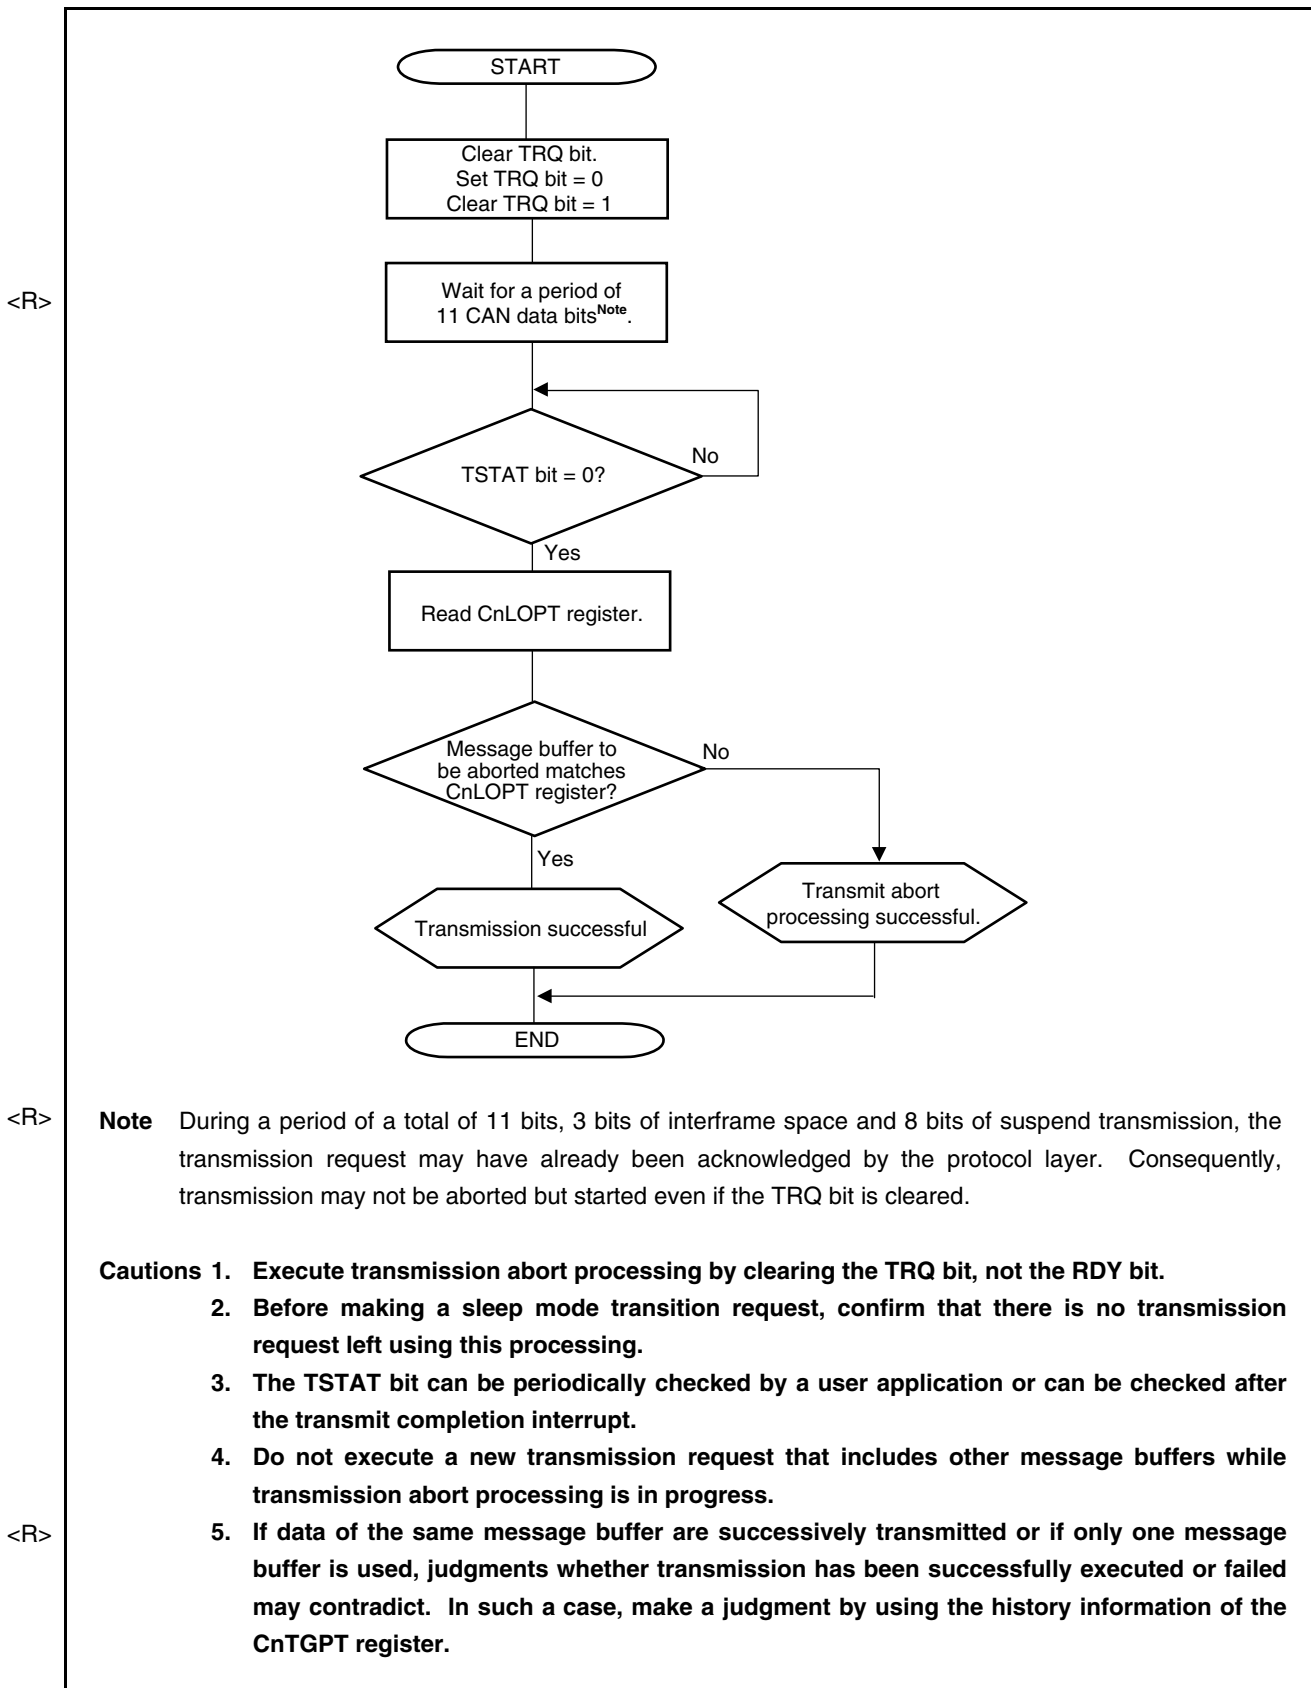 START
Clear TRQ bit.
Set TRQ bit = 0
Clear TRQ bit = 1
<R>
Wait for a period of
11 CAN data bitsNote.
No
TSTAT bit = 0?
Yes
Read CnLOPT register.
Message buffer to
be aborted matches
CnLOPT register?
No
Yes
Transmission successful
Transmit abort
processing successful.
END
<R>
Note During a period of a total of 11 bits, 3 bits of interframe space and 8 bits of suspend transmission, the
transmission request may have already been acknowledged by the protocol layer. Consequently,
transmission may not be aborted but started even if the TRQ bit is cleared.
Cautions 1. Execute transmission abort processing by clearing the TRQ bit, not the RDY bit.
2. Before making a sleep mode transition request, confirm that there is no transmission
request left using this processing.
3. The TSTAT bit can be periodically checked by a user application or can be checked after
the transmit completion interrupt.
4. Do not execute a new transmission request that includes other message buffers while
transmission abort processing is in progress.
<R>
5. If data of the same message buffer are successively transmitted or if only one message
buffer is used, judgments whether transmission has been successfully executed or failed
may contradict. In such a case, make a judgment by using the history information of the
CnTGPT register.